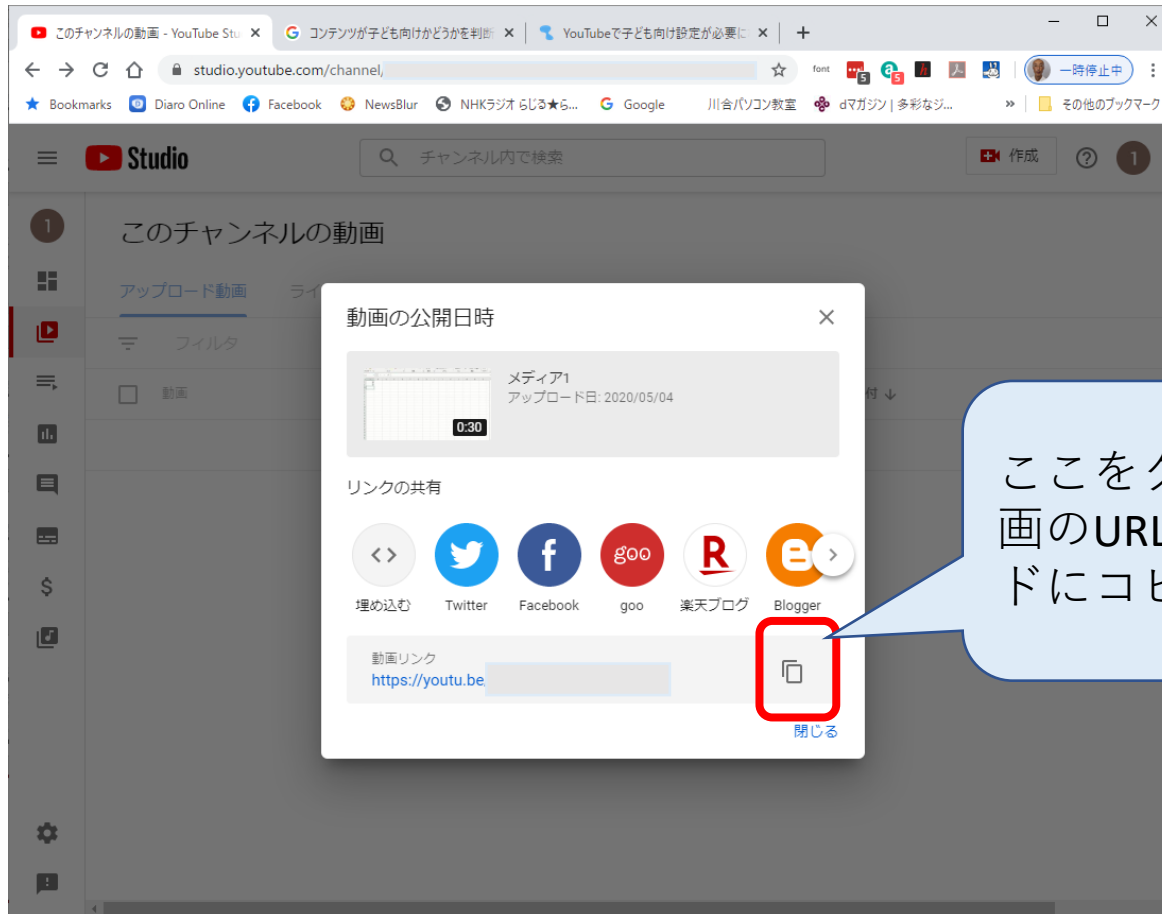 このチャンネルの動画 - YouTube Stu
コンテンツが子ども向けかどうかを判断
YouTubeで子ども向け設定が必要に
studio.youtube.com/channel/
font
5
5
一時停止中
Bookmarks
Diaro Online
Facebook
NewsBlur
NHKラジオ らじる★ら...
Google
川合パソコン教室
dマガジン | 多彩なジ...
»
その他のブックマーク
Studio
チャンネル内で検索
作成
1
1
このチャンネルの動画
アップロード動画
ライ
フィルタ
動画
付
動画の公開日時
メディア1
アップロード日: 2020/05/04
0:30
リンクの共有
goo
R
埋め込む
Twitter
Facebook
goo
楽天ブログ
Blogger
動画リンク
https://youtu.be
閉じる
ここを
画のURL
ドにコピ